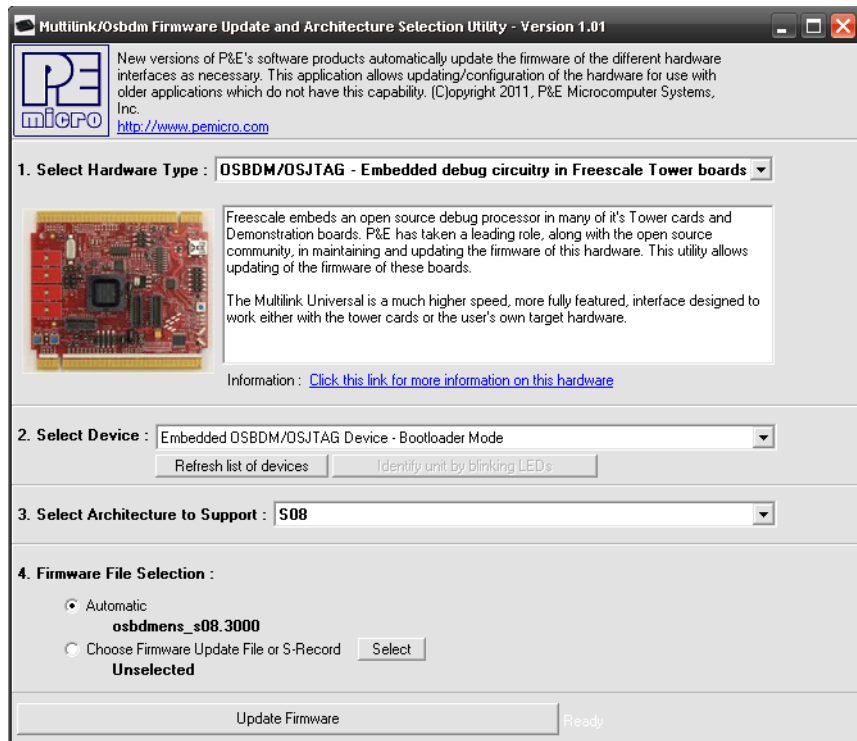 Multilink/Osbdm Firmware Update and Architecture Selection Utility - Version 1.01
PE
micro
New versions of P&E's software products automatically update the firmware of the different hardware
interfaces as necessary. This application allows updating/configuration of the hardware for use with
older applications which do not have this capability. (C)opyright 2011, P&E Microcomputer Systems,
Inc.
http://www.pemicro.com
1. Select Hardware Type : OSBDM/OSJTAG - Embedded debug circuitry in Freescale Tower boards
Freescale embeds an open source debug processor in many of it's Tower cards and
Demonstration boards. P&E has taken a leading role, along with the open source
community, in maintaining and updating the firmware of this hardware. This utility allows
updating of the firmware of these boards.
The Multilink Universal is a much higher speed, more fully featured, interface designed to
work either with the tower cards or the user's own target hardware.
Information : Click this link for more information on this hardware
2. Select Device : Embedded OSBDM/OSJTAG Device - Bootloader Mode
Refresh list of devices Identify unit by blinking LEDs
3. Select Architecture to Support : S08
4. Firmware File Selection :
Automatic
osbdmens_s08.3000
Choose Firmware Update File or S-Record Select
Unselected
Update Firmware Ready